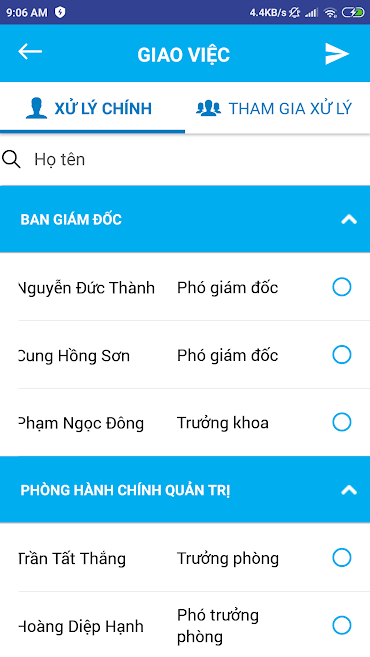 9:06 AM 4.4KB/s
GIAO VIỆC
XỬ LÝ CHÍNH THAM GIA XỬ LÝ
Họ tên
BAN GIÁM ĐỐC
Nguyễn Đức Thành Phó giám đốc
Cung Hồng Sơn Phó giám đốc
Phạm Ngọc Đông Trưởng khoa
PHÒNG HÀNH CHÍNH QUẢN TRỊ
Trần Tất Thắng Trưởng phòng
Hoàng Diệp Hạnh Phó trưởng
phòng